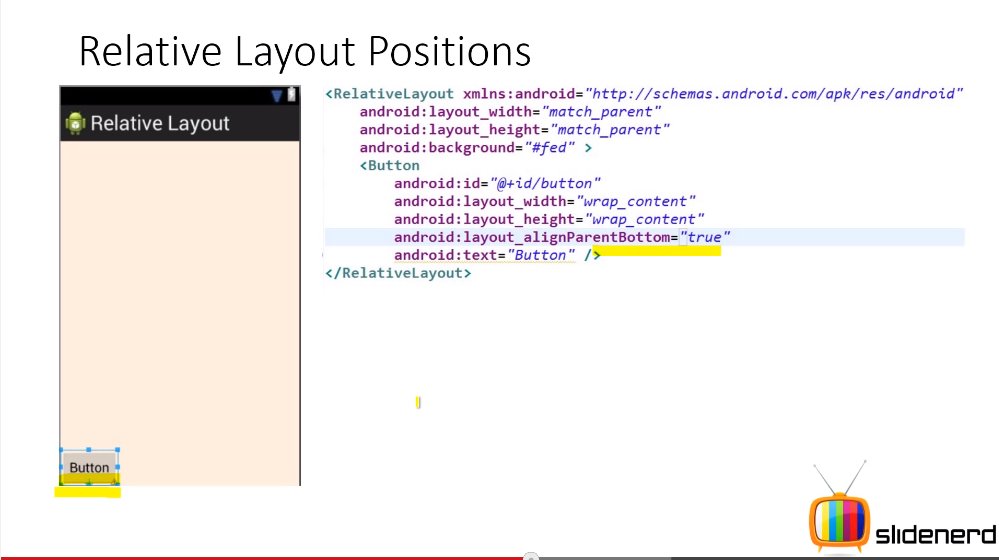 Relative Layout Positions
Relative Layout
<RelativeLayout xmlns:android="http://schemas.android.com/apk/res/android"
android:layout_width="match_parent"
android:layout_height="match_parent"
android:background="#fed" >
<Button
android:id="@+id/button"
android:layout_width="wrap_content"
android:layout_height="wrap_content"
android:layout_alignParentBottom="true"
android:text="Button" />
</RelativeLayout>
Button
slidenerd